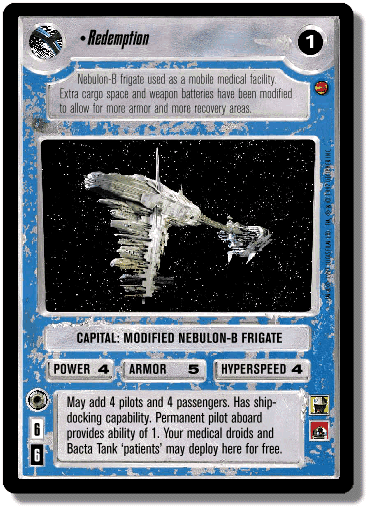 • Redemption
1
Nebulon-B frigate used as a mobile medical facility.
Extra cargo space and weapon batteries have been modified
to allow for more armor and more recovery areas.
CAPITAL: MODIFIED NEBULON-B FRIGATE
POWER 4 ARMOR 5 HYPERSPEED 4
May add 4 pilots and 4 passengers. Has ship-
docking capability. Permanent pilot aboard
provides ability of 1. Your medical droids and
Bacta Tank ‘patients’ may deploy here for free.
6
6